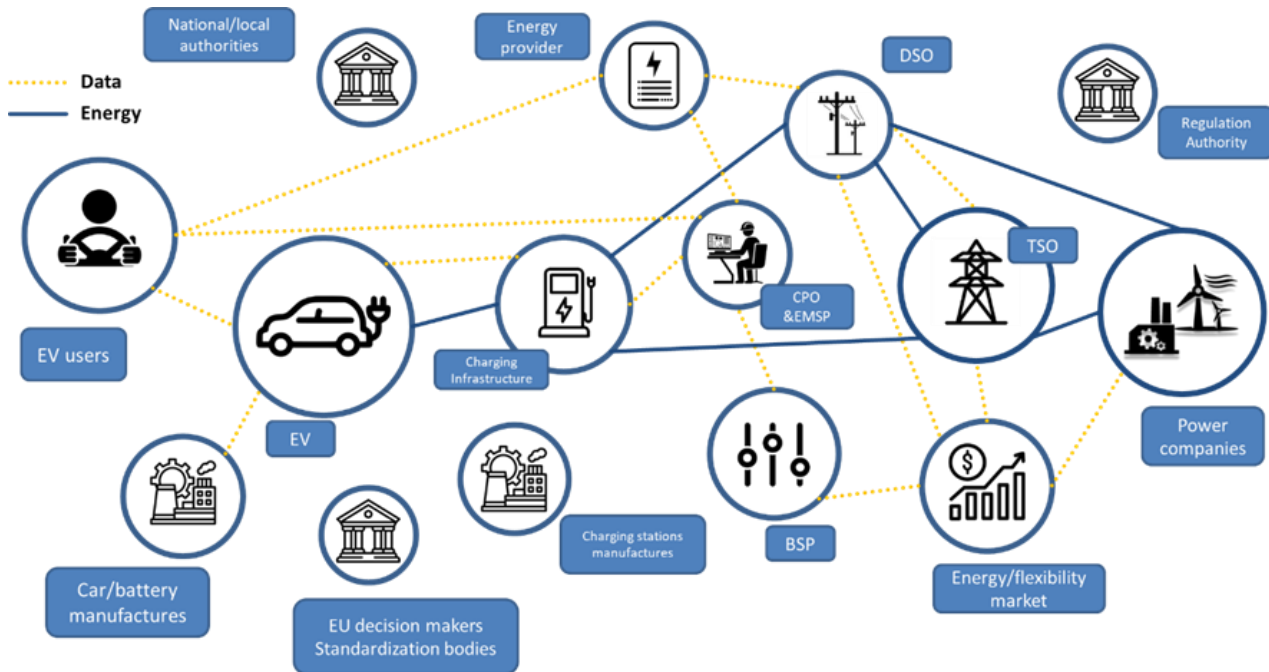 National/local
authorities
Energy
provider
DSO
Data
Energy
Regulation
Authority
TSO
CPO
&EMSP
EV users
Charging
Infrastructure
EV
Power
companies
Charging stations
manufactures
BSP
Car/battery
manufactures
Energy/flexibility
market
EU decision makers
Standardization bodies